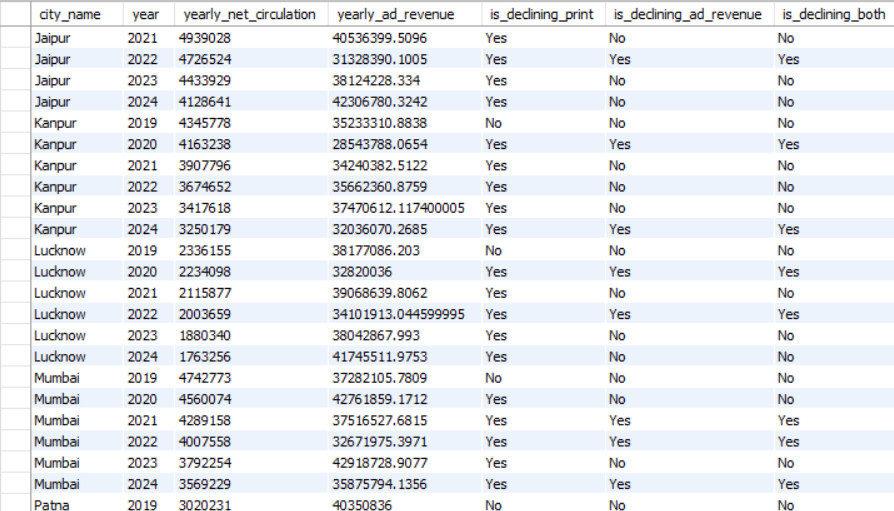 city_name year yearly_net_circulation yearly_ad_revenue is_declining_print is_declining_ad_revenue is_declining_both
Jaipur 2021 4939028 40536399.5096 Yes No No
Jaipur 2022 4726524 31328390.1005 Yes Yes Yes
Jaipur 2023 4433929 38124228.334 Yes No No
Jaipur 2024 4128641 42306780.3242 Yes No No
Kanpur 2019 4345778 35233310.8838 No No No
Kanpur 2020 4163238 28543788.0654 Yes Yes Yes
Kanpur 2021 3907796 34240382.5122 Yes No No
Kanpur 2022 3674652 35662360.8759 Yes No No
Kanpur 2023 3417618 37470612.117400005 Yes No No
Kanpur 2024 3250179 32036070.2685 Yes Yes Yes
Lucknow 2019 2336155 38177086.203 No No No
Lucknow 2020 2234098 32820036 Yes Yes Yes
Lucknow 2021 2115877 39068639.8062 Yes No No
Lucknow 2022 2003659 34101913.044599995 Yes Yes Yes
Lucknow 2023 1880340 38042867.993 Yes No No
Lucknow 2024 1763256 41745511.9753 Yes No No
Mumbai 2019 4742773 37282105.7809 No No No
Mumbai 2020 4560074 42761859.1712 Yes No No
Mumbai 2021 4289158 37516527.6815 Yes Yes Yes
Mumbai 2022 4007558 32671975.3971 Yes Yes Yes
Mumbai 2023 3792254 42918728.9077 Yes No No
Mumbai 2024 3569229 35875794.1356 Yes Yes Yes
Patna 2019 3020231 40350836 No No No